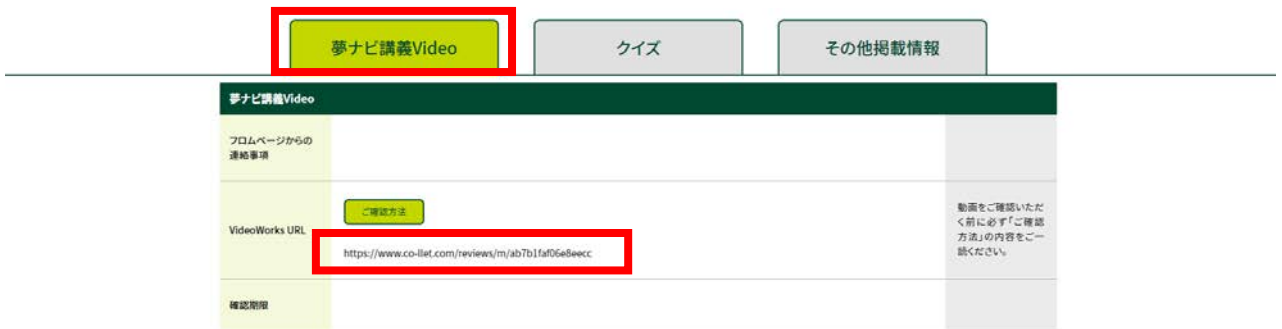 夢ナビ講義Video
クイズ
その他掲載情報
夢ナビ講義Video
フロムページからの
連絡事項
VideoWorks URL
ご確認方法
https://www.co-llet.com/reviews/m/ab7b1faf06e8eecc
動画をご確認いただ
く前に必ず「ご確認
方法」の内容をご一
読ください。
確認期限